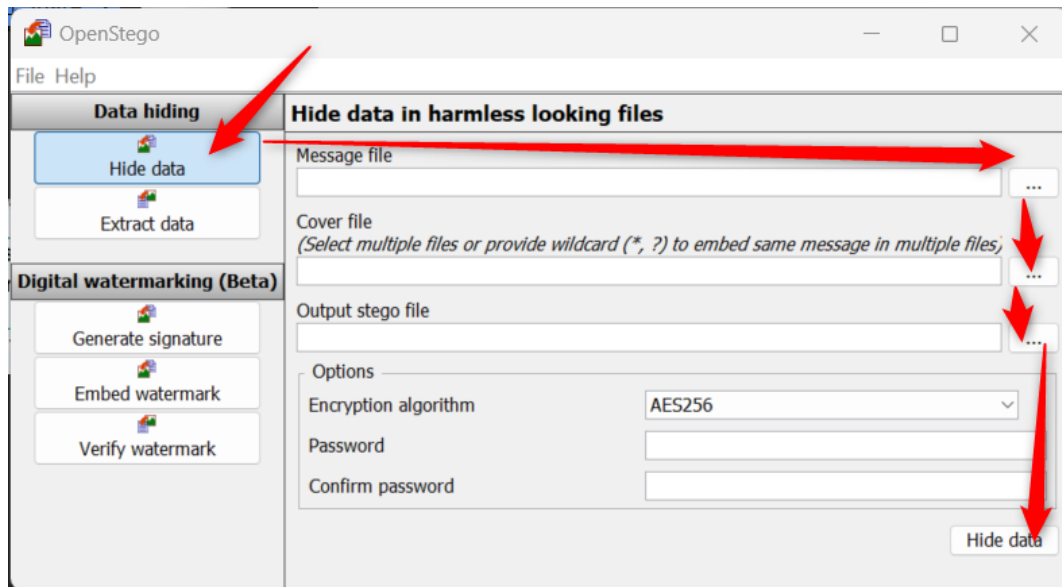 OpenStego
File Help
Data hiding
Hide data
Extract data
Digital watermarking (Beta)
Generate signature
Embed watermark
Verify watermark
Hide data in harmless looking files
Message file
...
Cover file
(Select multiple files or provide wildcard (*, ?) to embed same message in multiple files)
...
Output stego file
...
Options
Encryption algorithm
AES256
Password
Confirm password
Hide data